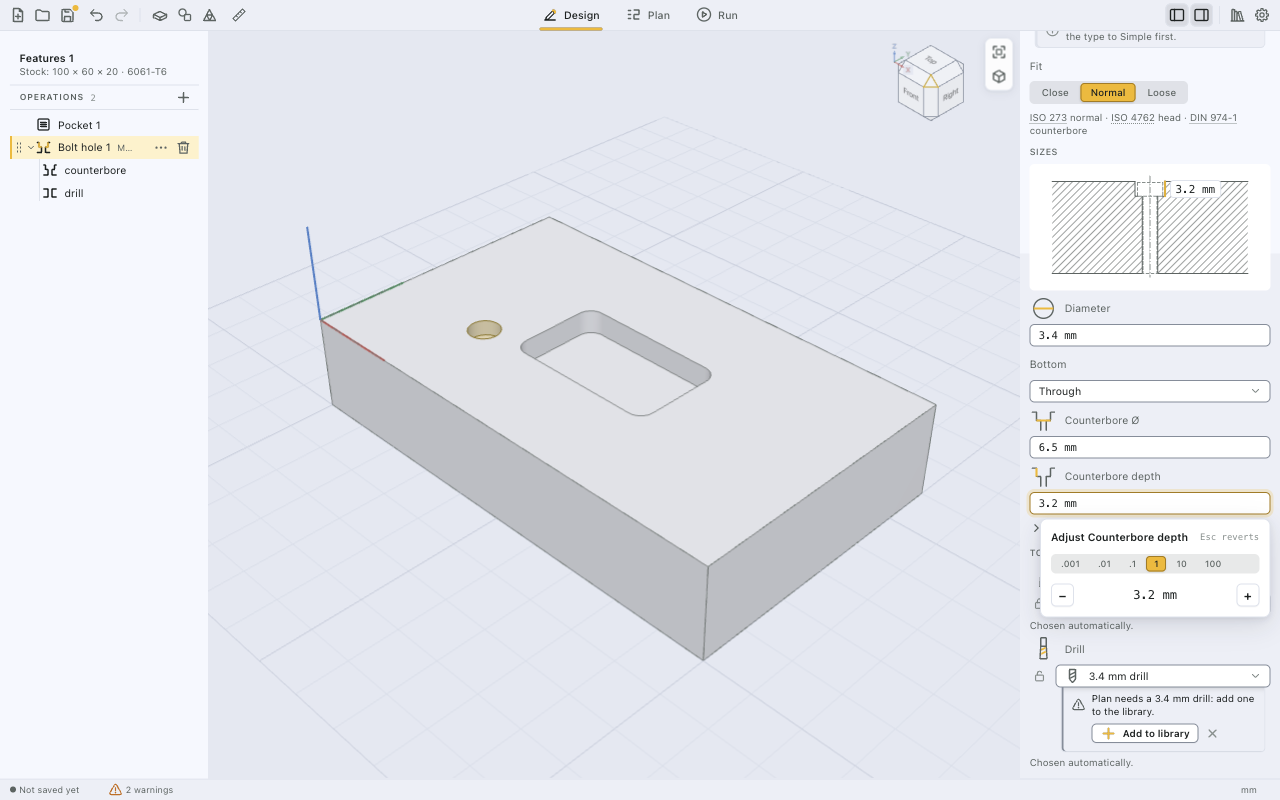 Design
Plan
Run
Features 1
Stock: 100 × 60 × 20 · 6061-T6
OPERATIONS 2
Pocket 1
Bolt hole 1 M…
counterbore
drill
Z
Y
X
Top
Front
Right
the type to Simple first.
Fit
Close
Normal
Loose
ISO 273 normal · ISO 4762 head · DIN 974-1
counterbore
SIZES
3.2 mm
Diameter
3.4 mm
Bottom
Through
Counterbore Ø
6.5 mm
Counterbore depth
3.2 mm
Adjust Counterbore depth Esc reverts
.001 .01 .1 1 10 100
− 3.2 mm +
Chosen automatically.
Drill
3.4 mm drill
Plan needs a 3.4 mm drill: add one
to the library.
Add to library
Chosen automatically.
Not saved yet
2 warnings
mm